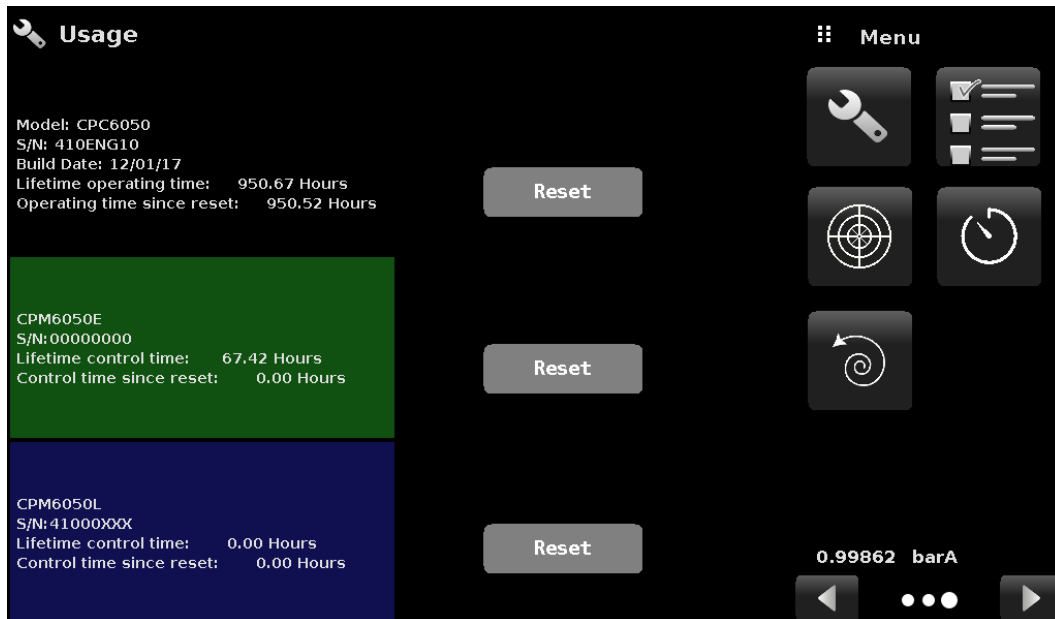 Usage
Menu
Model: CPC6050
S/N: 410ENG10
Build Date: 12/01/17
Lifetime operating time: 950.67 Hours
Operating time since reset: 950.52 Hours
Reset
CPM6050E
S/N:00000000
Lifetime control time: 67.42 Hours
Control time since reset: 0.00 Hours
Reset
CPM6050L
S/N:41000XXX
Lifetime control time: 0.00 Hours
Control time since reset: 0.00 Hours
Reset
0.99862 barA